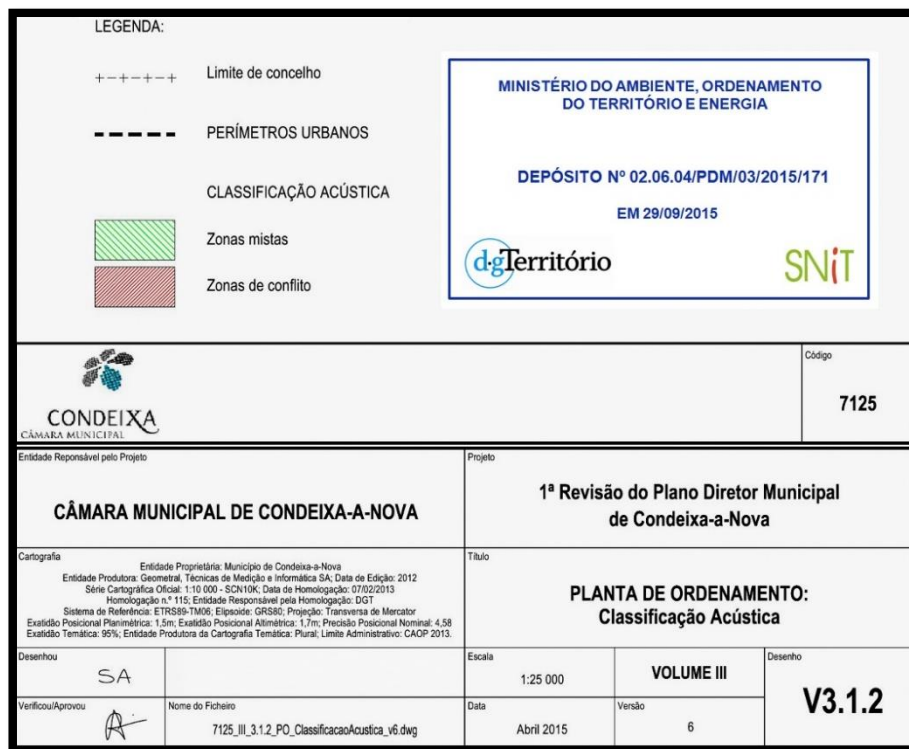 LEGENDA:
Limite de concelho
PERÍMETROS URBANOS
CLASSIFICAÇÃO ACÚSTICA
Zonas mistas
Zonas de conflito
MINISTÉRIO DO AMBIENTE, ORDENAMENTO
DO TERRITÓRIO E ENERGIA
DEPÓSITO Nº 02.06.04/PDM/03/2015/171
EM 29/09/2015
d·gTerritório
SNiT
CONDEIXA
CÂMARA MUNICIPAL
Código
7125
Entidade Reponsável pelo Projeto
CÂMARA MUNICIPAL DE CONDEIXA-A-NOVA
Projeto
1ª Revisão do Plano Diretor Municipal
de Condeixa-a-Nova
Cartografia
Entidade Proprietária: Município de Condeixa-a-Nova
Entidade Produtora: Geometral, Técnicas de Medição e Informática SA; Data de Edição: 2012
Série Cartográfica Oficial: 1:10 000 - SCN10K; Data de Homologação: 07/02/2013
Homologação n.º 115; Entidade Responsável pela Homologação: DGT
Sistema de Referência: ETRS89-TM06; Elipsoide: GRS80; Projeção: Transversa de Mercator
Exatidão Posicional Planimétrica: 1,5m; Exatidão Posicional Altimétrica: 1,7m; Precisão Posicional Nominal: 4,58
Exatidão Temática: 95%; Entidade Produtora da Cartografia Temática: Plural; Limite Administrativo: CAOP 2013.
Título
PLANTA DE ORDENAMENTO:
Classificação Acústica
Desenhou
SA
Escala
1:25 000
VOLUME III
Desenho
V3.1.2
Verificou/Aprovou
Nome do Ficheiro
7125_III_3.1.2_PO_ClassificacaoAcustica_v6.dwg
Data
Abril 2015
Versão
6